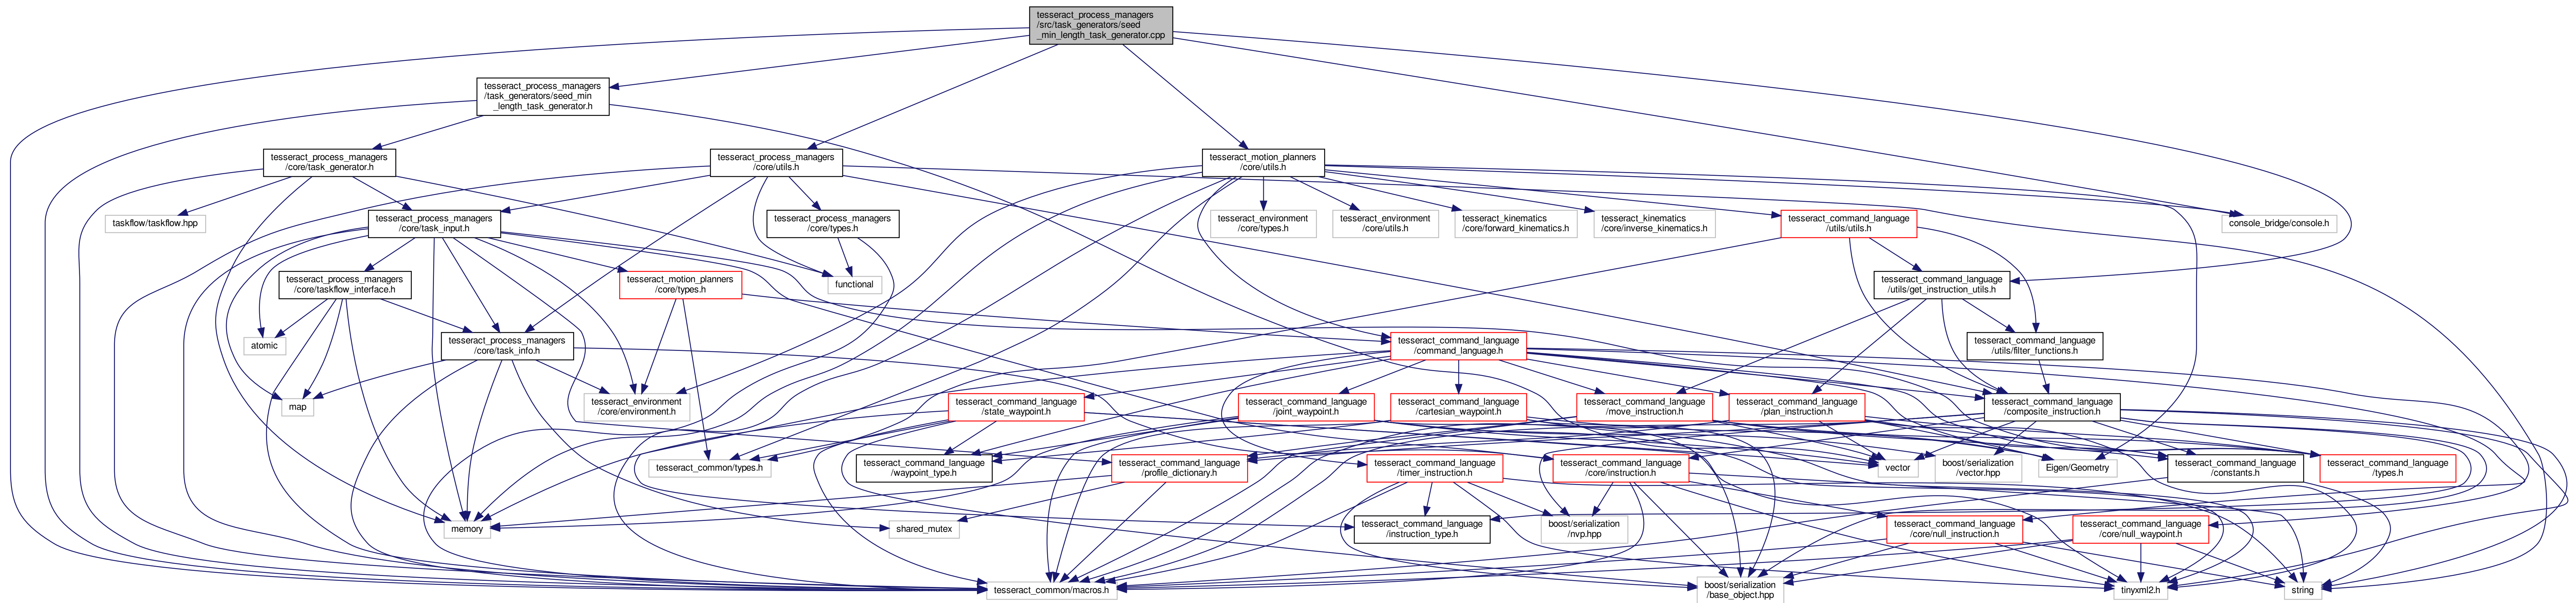 tesseract_process_managers
/src/task_generators/seed
_min_length_task_generator.cpp
tesseract_process_managers
/task_generators/seed_min
_length_task_generator.h
tesseract_process_managers
/core/task_generator.h
tesseract_process_managers
/core/utils.h
tesseract_motion_planners
/core/utils.h
taskflow/taskflow.hpp
tesseract_process_managers
/core/task_input.h
tesseract_process_managers
/core/types.h
tesseract_environment
/core/types.h
tesseract_environment
/core/utils.h
tesseract_kinematics
/core/forward_kinematics.h
tesseract_kinematics
/core/inverse_kinematics.h
tesseract_command_language
/utils/utils.h
console_bridge/console.h
tesseract_process_managers
/core/taskflow_interface.h
tesseract_motion_planners
/core/types.h
functional
tesseract_command_language
/utils/get_instruction_utils.h
atomic
tesseract_process_managers
/core/task_info.h
tesseract_command_language
/command_language.h
tesseract_command_language
/utils/filter_functions.h
map
tesseract_environment
/core/environment.h
tesseract_command_language
/state_waypoint.h
tesseract_command_language
/joint_waypoint.h
tesseract_command_language
/cartesian_waypoint.h
tesseract_command_language
/move_instruction.h
tesseract_command_language
/plan_instruction.h
tesseract_command_language
/composite_instruction.h
tesseract_common/types.h
tesseract_command_language
/waypoint_type.h
tesseract_command_language
/profile_dictionary.h
tesseract_command_language
/timer_instruction.h
tesseract_command_language
/core/instruction.h
vector
boost/serialization
/vector.hpp
Eigen/Geometry
tesseract_command_language
/constants.h
tesseract_command_language
/types.h
memory
shared_mutex
tesseract_command_language
/instruction_type.h
boost/serialization
/nvp.hpp
tesseract_command_language
/core/null_instruction.h
tesseract_command_language
/core/null_waypoint.h
tesseract_common/macros.h
boost/serialization
/base_object.hpp
tinyxml2.h
string